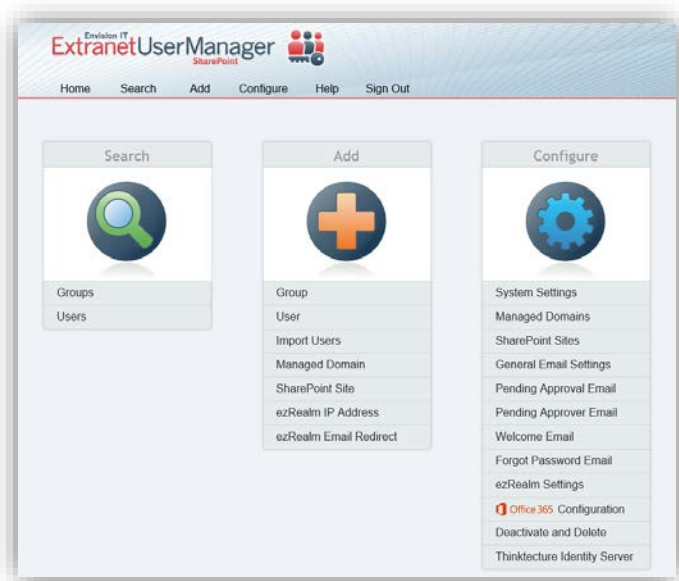 Envision IT
ExtranetUserManager
SharePoint
Home Search Add Configure Help Sign Out
Search
Groups
Users
Add
Group
User
Import Users
Managed Domain
SharePoint Site
ezRealm IP Address
ezRealm Email Redirect
Configure
System Settings
Managed Domains
SharePoint Sites
General Email Settings
Pending Approval Email
Pending Approver Email
Welcome Email
Forgot Password Email
ezRealm Settings
Office 365 Configuration
Deactivate and Delete
Thinktecture Identity Server